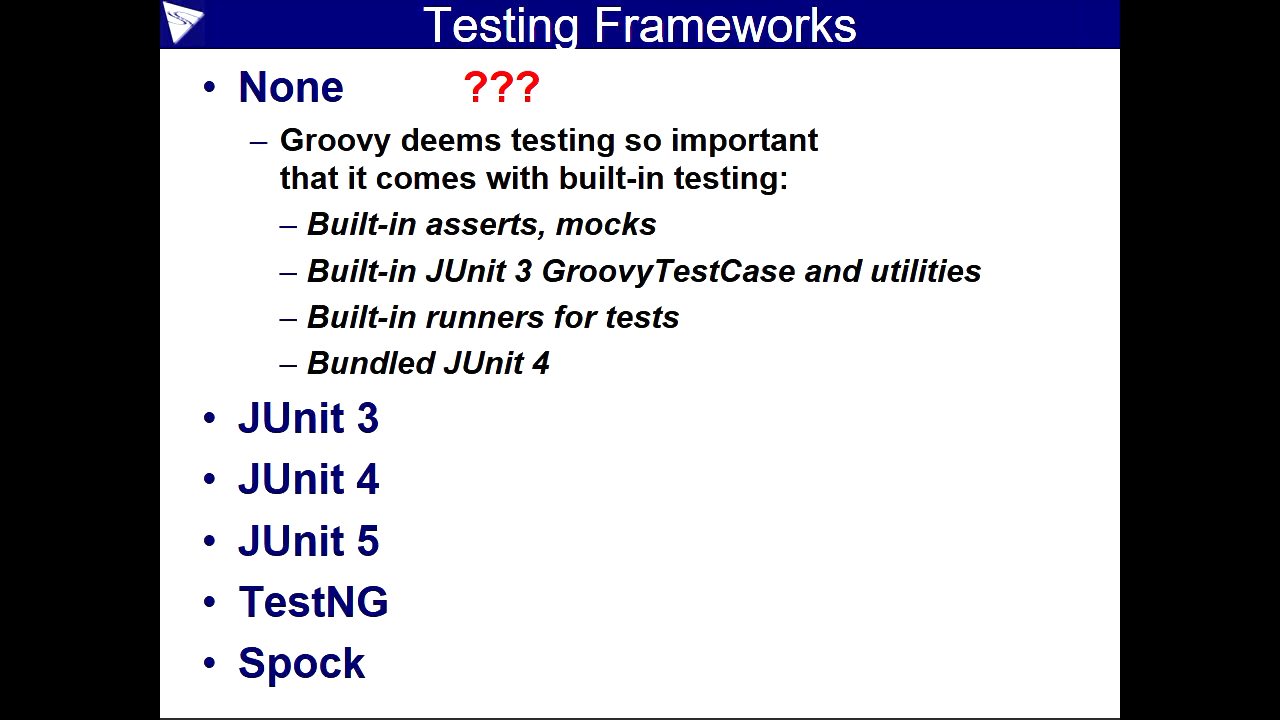 Testing Frameworks
• None ???
– Groovy deems testing so important
that it comes with built-in testing:
– Built-in asserts, mocks
– Built-in JUnit 3 GroovyTestCase and utilities
– Built-in runners for tests
– Bundled JUnit 4
• JUnit 3
• JUnit 4
• JUnit 5
• TestNG
• Spock